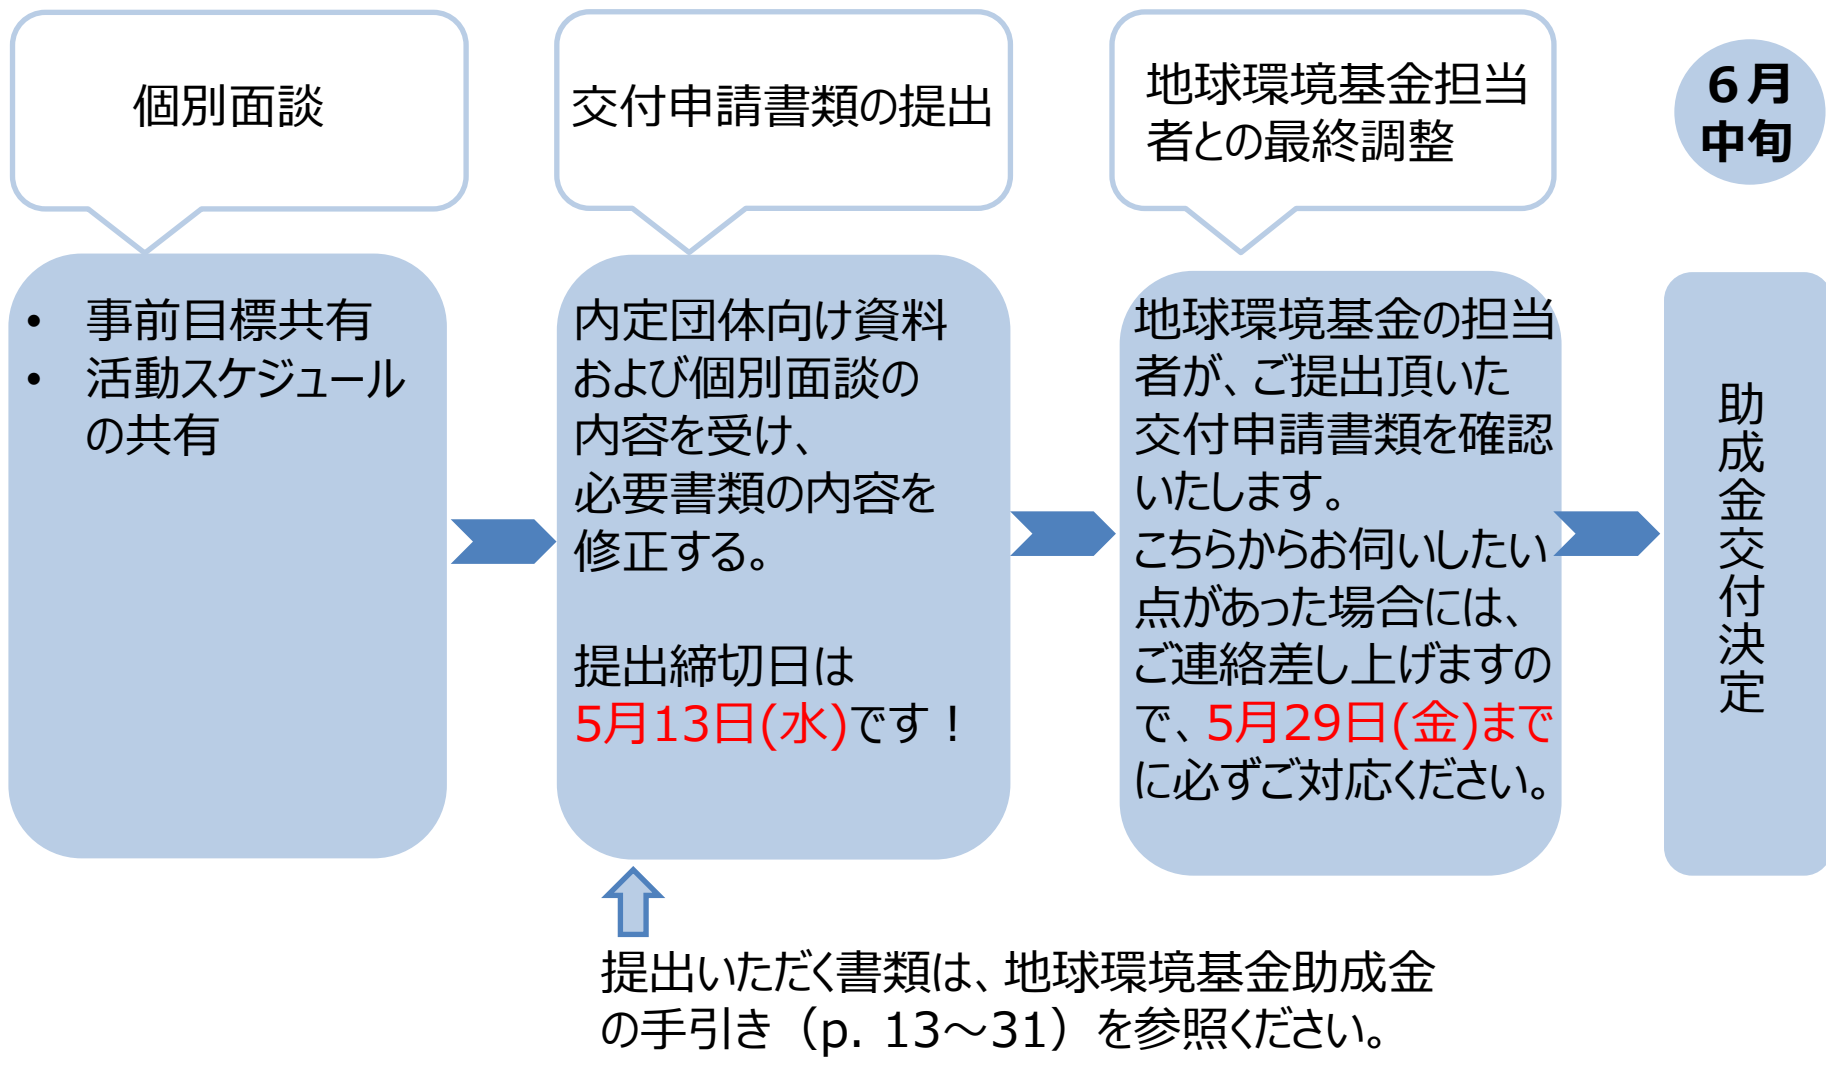 個別面談
• 事前目標共有
• 活動スケジュール
の共有
交付申請書類の提出
内定団体向け資料
および個別面談の
内容を受け、
必要書類の内容を
修正する。
提出締切日は
5月13日(水)です！
地球環境基金担当
者との最終調整
地球環境基金の担当
者が、ご提出頂いた
交付申請書類を確認
いたします。
こちらからお伺いしたい
点があった場合には、
ご連絡差し上げますの
で、5月29日(金)まで
に必ずご対応ください。
６月
中旬
助成金交付決定
提出いただく書類は、地球環境基金助成金
の手引き（p. 13～31）を参照ください。